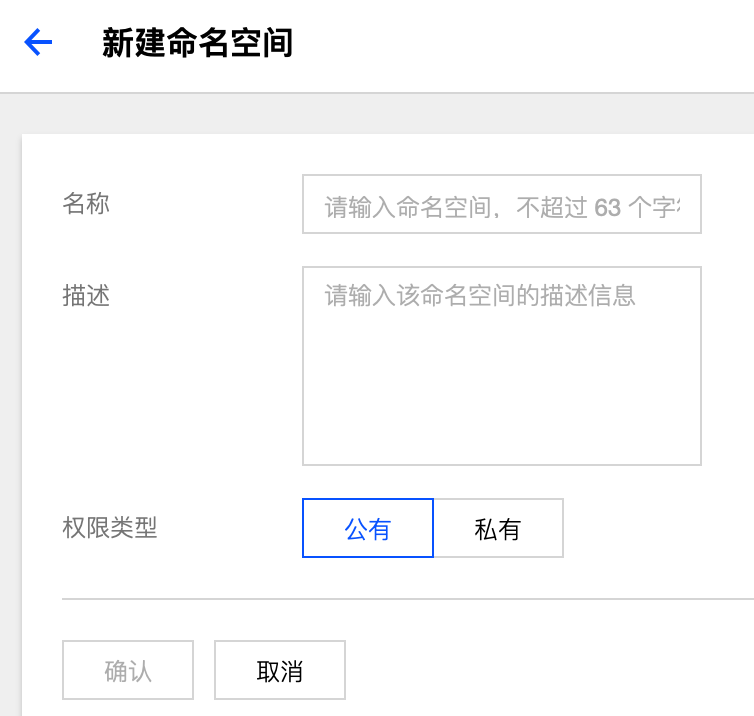 新建命名空间
名称
请输入命名空间，不超过 63 个字
描述
请输入该命名空间的描述信息
权限类型
公有
私有
确认
取消